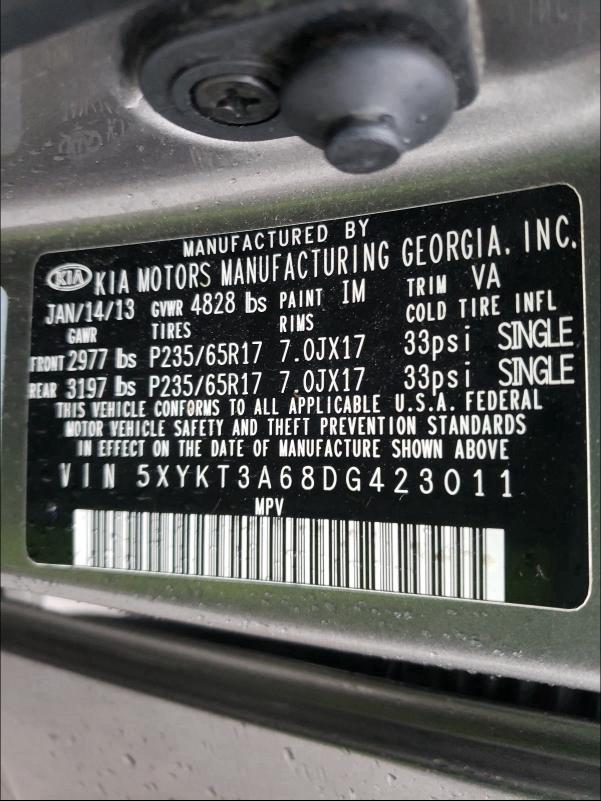 MANUFACTURED BY
KIA KIA MOTORS MANUFACTURING GEORGIA, INC.
JAN/14/13 GVWR 4828 lbs PAINT IM TRIM VA
GAWR TIRES RIMS COLD TIRE INFL
FRONT 2977 lbs P235/65R17 7.0JX17 33psi SINGLE
REAR 3197 lbs P235/65R17 7.0JX17 33psi SINGLE
THIS VEHICLE CONFORMS TO ALL APPLICABLE U.S.A. FEDERAL
MOTOR VEHICLE SAFETY AND THEFT PREVENTION STANDARDS
IN EFFECT ON THE DATE OF MANUFACTURE SHOWN ABOVE
VIN 5XYKT3A68DG423011
MPV